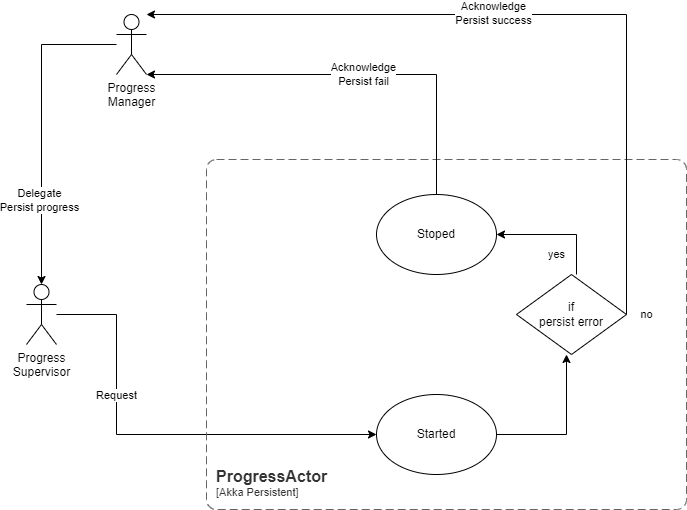 Acknowledge
Persist success
Acknowledge
Persist fail
Progress
Manager
Delegate
Persist progress
Stoped
yes
if
persist error
no
Progress
Supervisor
Request
Started
ProgressActor
[Akka Persistent]